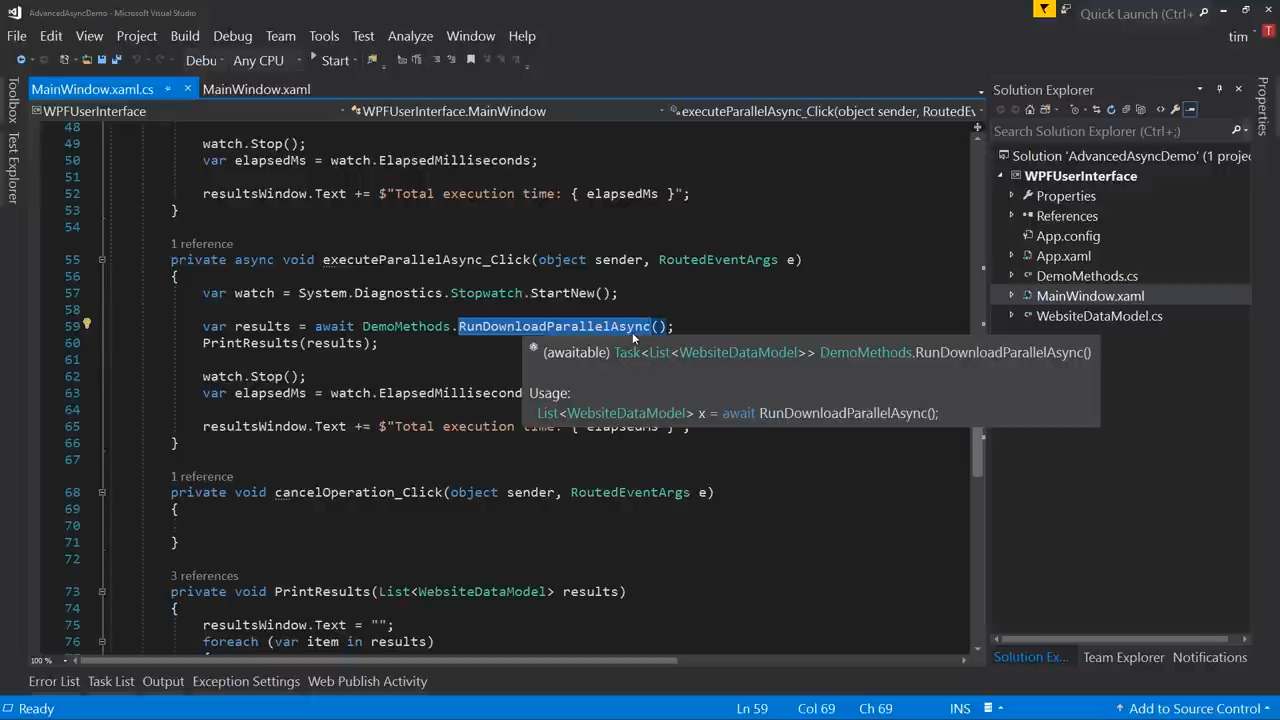 AdvancedAsyncDemo - Microsoft Visual Studio
Quick Launch (Ctrl+;)
File Edit View Project Build Debug Team Tools Test Analyze Window Help
tim
T
Debu Any CPU Start
MainWindow.xaml.cs MainWindow.xaml
WPFUserInterface WPFUserInterface.MainWindow executeParallelAsync_Click(object sender, RoutedEv
Toolbox
Test Explorer
48
49 watch.Stop();
50 var elapsedMs = watch.ElapsedMilliseconds;
51
52 resultsWindow.Text += $"Total execution time: { elapsedMs }";
53 }
54
1 reference
55 private async void executeParallelAsync_Click(object sender, RoutedEventArgs e)
56 {
57 var watch = System.Diagnostics.Stopwatch.StartNew();
58
59 var results = await DemoMethods.RunDownloadParallelAsync();
60 PrintResults(results);
(awaitable) Task<List<WebsiteDataModel>> DemoMethods.RunDownloadParallelAsync()
61
62 watch.Stop();
63 var elapsedMs = watch.ElapsedMillisecond
Usage:
List<WebsiteDataModel> x = await RunDownloadParallelAsync();
64
65 resultsWindow.Text += $"Total execution time: { elapsedMs }";
66 }
67
1 reference
68 private void cancelOperation_Click(object sender, RoutedEventArgs e)
69 {
70
71 }
72
3 references
73 private void PrintResults(List<WebsiteDataModel> results)
74 {
75 resultsWindow.Text = "";
76 foreach (var item in results)
100 %
Solution Explorer
Search Solution Explorer (Ctrl+;)
Solution 'AdvancedAsyncDemo' (1 projec
WPFUserInterface
Properties
References
App.config
App.xaml
DemoMethods.cs
MainWindow.xaml
WebsiteDataModel.cs
Solution Ex... Team Explorer Notifications
Properties
Error List Task List Output Exception Settings Web Publish Activity
Ready Ln 59 Col 69 Ch 69 INS Add to Source Control